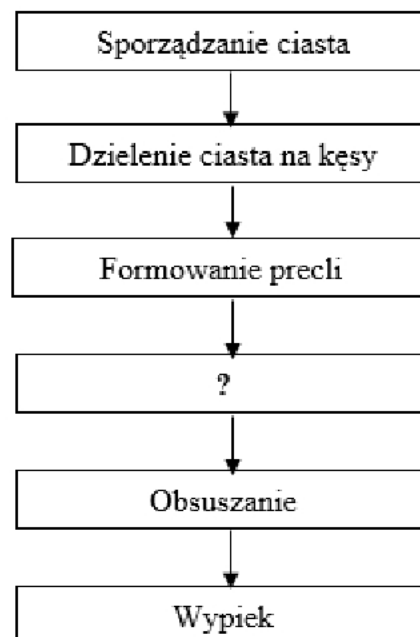 Sporządzanie ciasta
Dzielenie ciasta na kęsy
Formowanie precli
?
Obsuszanie
Wypiek